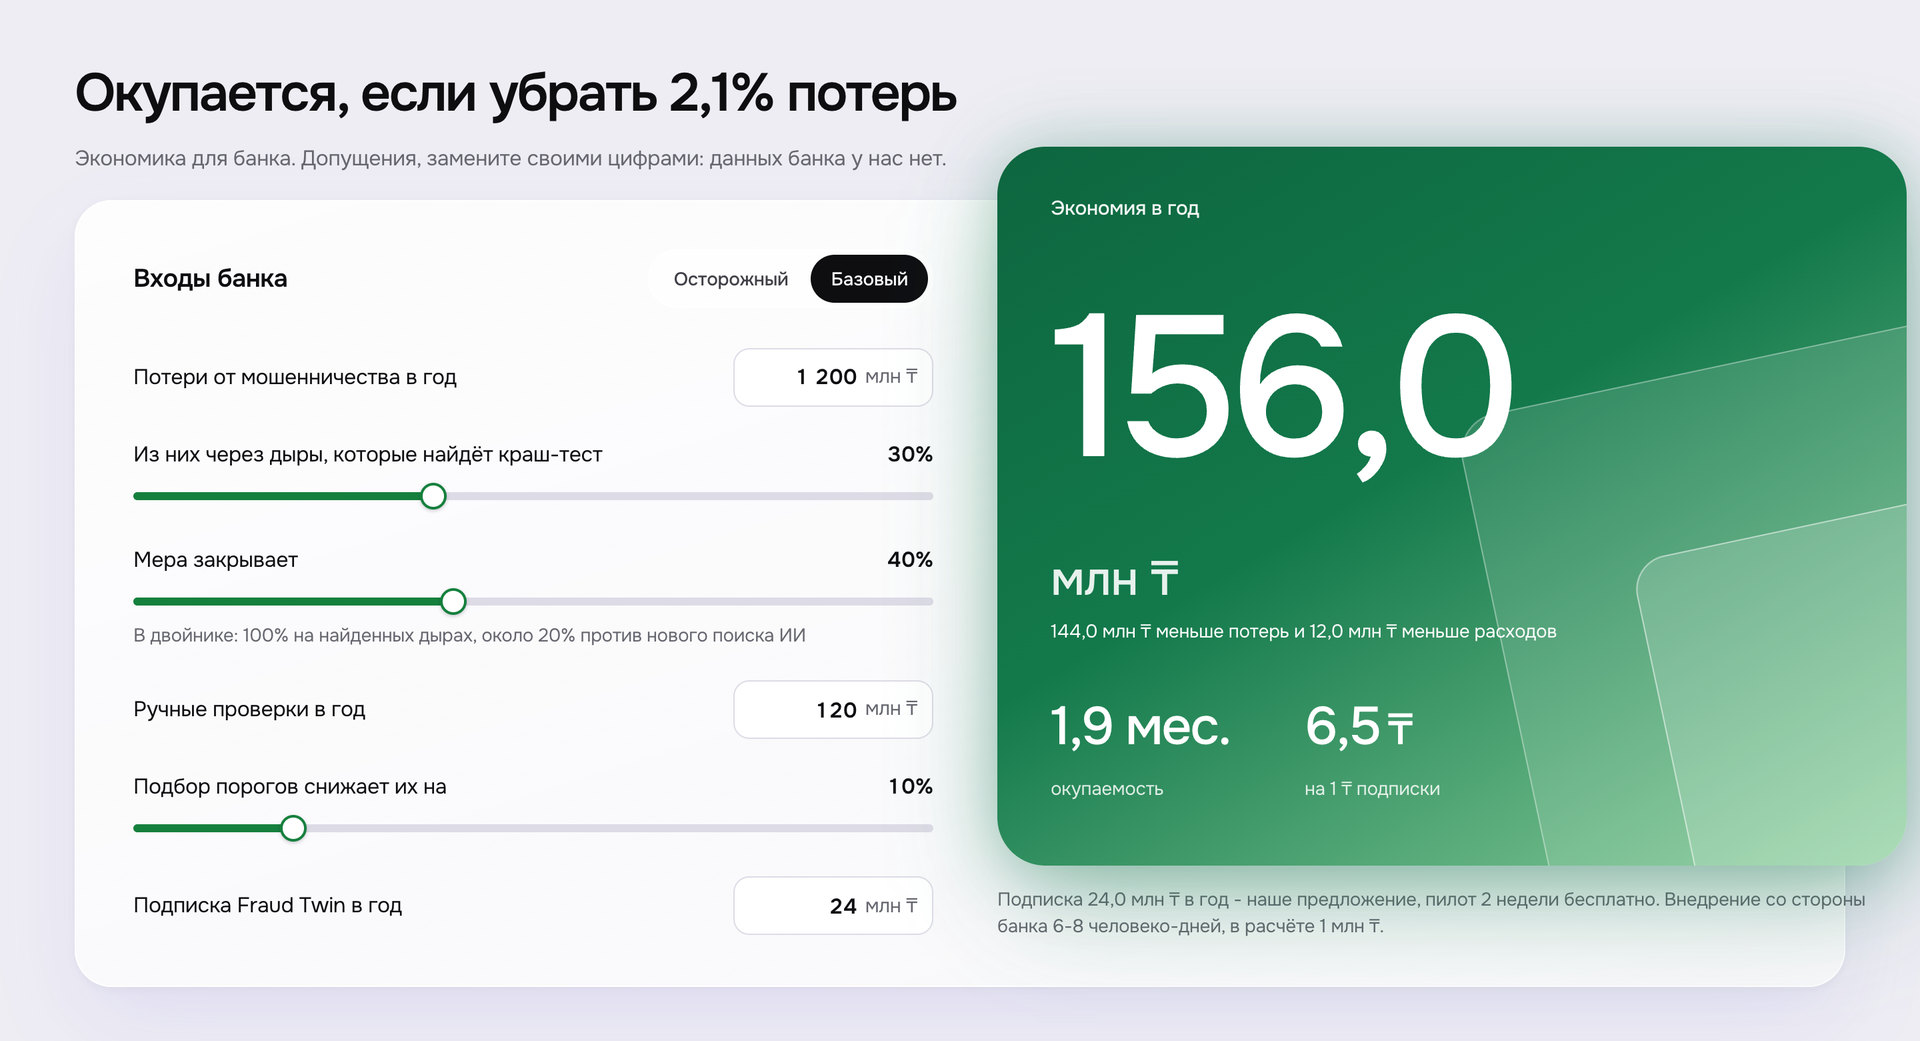 Окупается, если убрать 2,1% потерь
Экономика для банка. Допущения, замените своими цифрами: данных банка у нас нет.
Входы банка
Осторожный
Базовый
Потери от мошенничества в год
1 200 млн ₸
Из них через дыры, которые найдёт краш-тест
30%
Мера закрывает
40%
В двойнике: 100% на найденных дырах, около 20% против нового поиска ИИ
Ручные проверки в год
120 млн ₸
Подбор порогов снижает их на
10%
Подписка Fraud Twin в год
24 млн ₸
Экономия в год
156,0
млн ₸
144,0 млн ₸ меньше потерь и 12,0 млн ₸ меньше расходов
1,9 мес.
окупаемость
6,5 ₸
на 1 ₸ подписки
Подписка 24,0 млн ₸ в год - наше предложение, пилот 2 недели бесплатно. Внедрение со стороны
банка 6-8 человеко-дней, в расчёте 1 млн ₸.